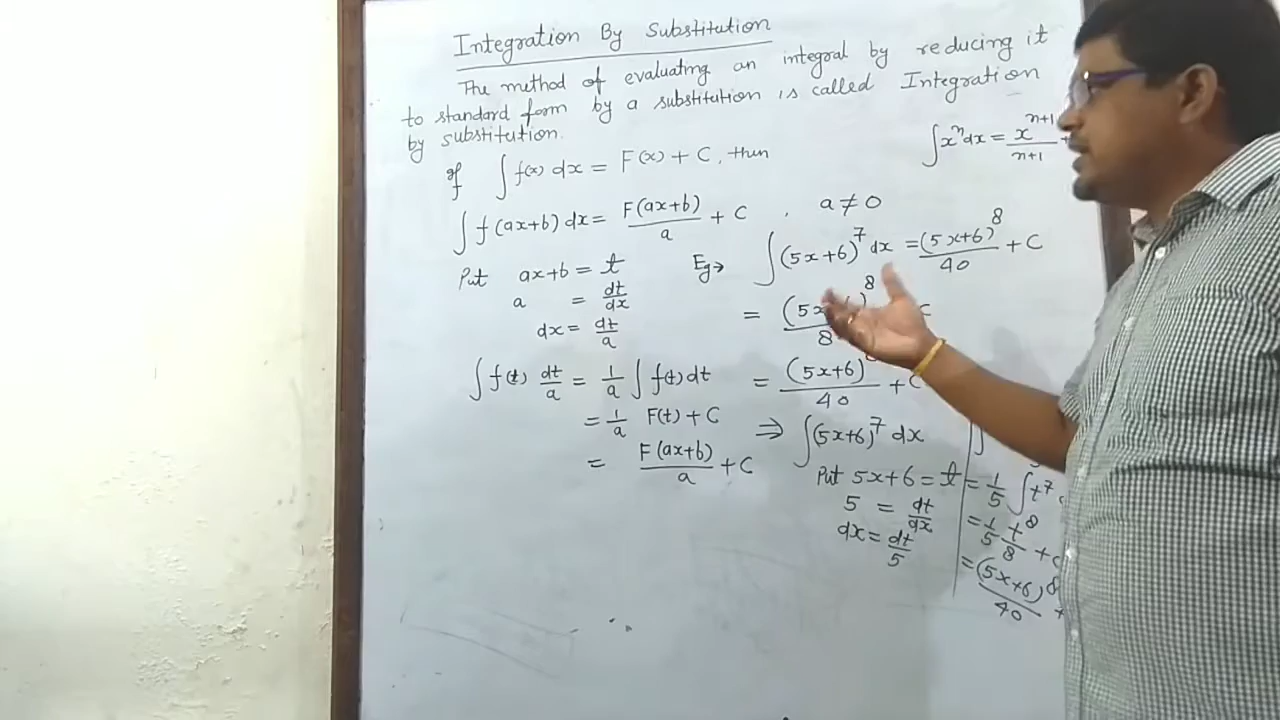 Integration By Substitution
The method of evaluating an integral by reducing it
to standard form by a substitution is called Integration
by substitution.
∫xⁿdx = xⁿ⁺¹/n+1 +
If ∫f(x) dx = F(x) + C, then
∫f(ax+b) dx = F(ax+b)/a + C , a ≠ 0
Put ax+b = t
a = dt/dx
dx = dt/a
∫f(t) dt/a = 1/a ∫f(t) dt
= 1/a F(t) + C
= F(ax+b)/a + C
Eg→ ∫(5x+6)⁷ dx = (5x+6)⁸/40 + C
= (5x )⁸/8
= (5x+6)⁸/40 + C
⇒ ∫(5x+6)⁷ dx
Put 5x+6 = t
5 = dt/dx
dx = dt/5
∫
= 1/5 ∫t⁷
= 1/5 t⁸/8 + C
= (5x+6)⁸/40 +